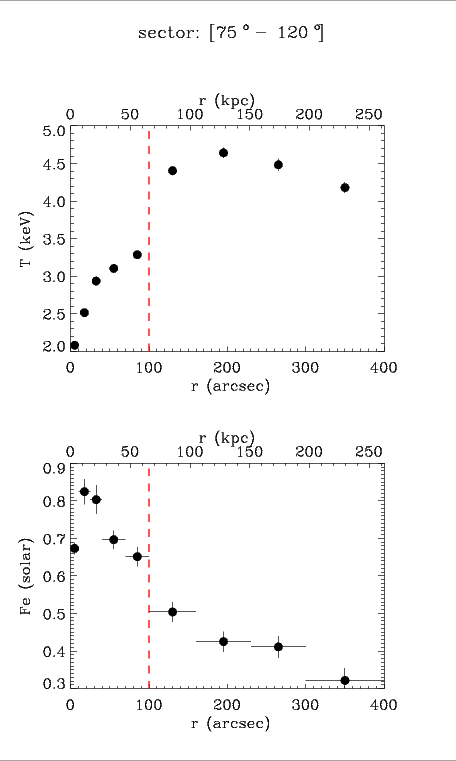 sector: [75° – 120°]
r (kpc)
0 50 100 150 200 250
5.0
4.5
4.0
3.5
3.0
2.5
2.0
T (keV)
0 100 200 300 400
r (arcsec)
r (kpc)
0 50 100 150 200 250
0.9
0.8
0.7
0.6
0.5
0.4
0.3
Fe (solar)
0 100 200 300 400
r (arcsec)